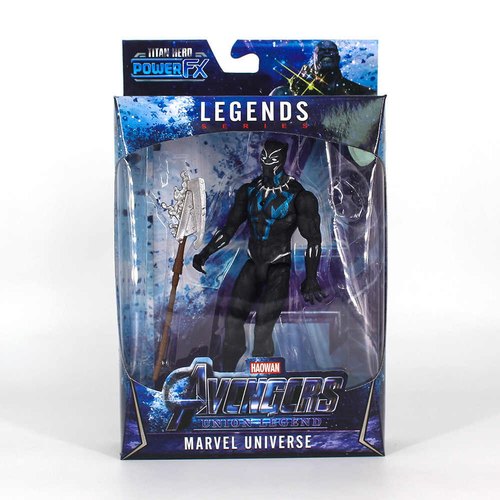 TITAN HERO
POWER FX
LEGENDS
SERIES
HAOWAN
AVENGERS
UNION LEGEND
MARVEL UNIVERSE